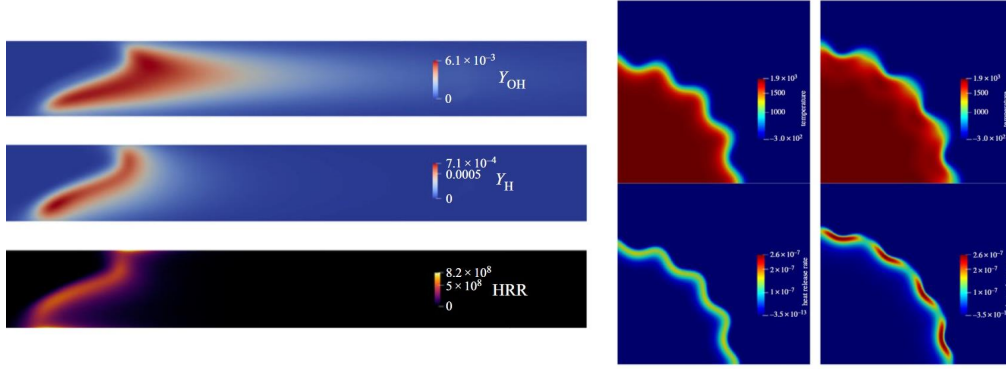 6.1 × 10⁻³
Y_OH
0
7.1 × 10⁻⁴
0.0005
Y_H
0
8.2 × 10⁸
5 × 10⁸
HRR
0
1.9 × 10³
1500
1000
−3.0 × 10²
temperature
1.9 × 10³
1500
1000
−3.0 × 10²
2.6 × 10⁻⁷
2 × 10⁻⁷
1 × 10⁻⁷
−3.5 × 10⁻¹³
heat release rate
2.6 × 10⁻⁷
2 × 10⁻⁷
1 × 10⁻⁷